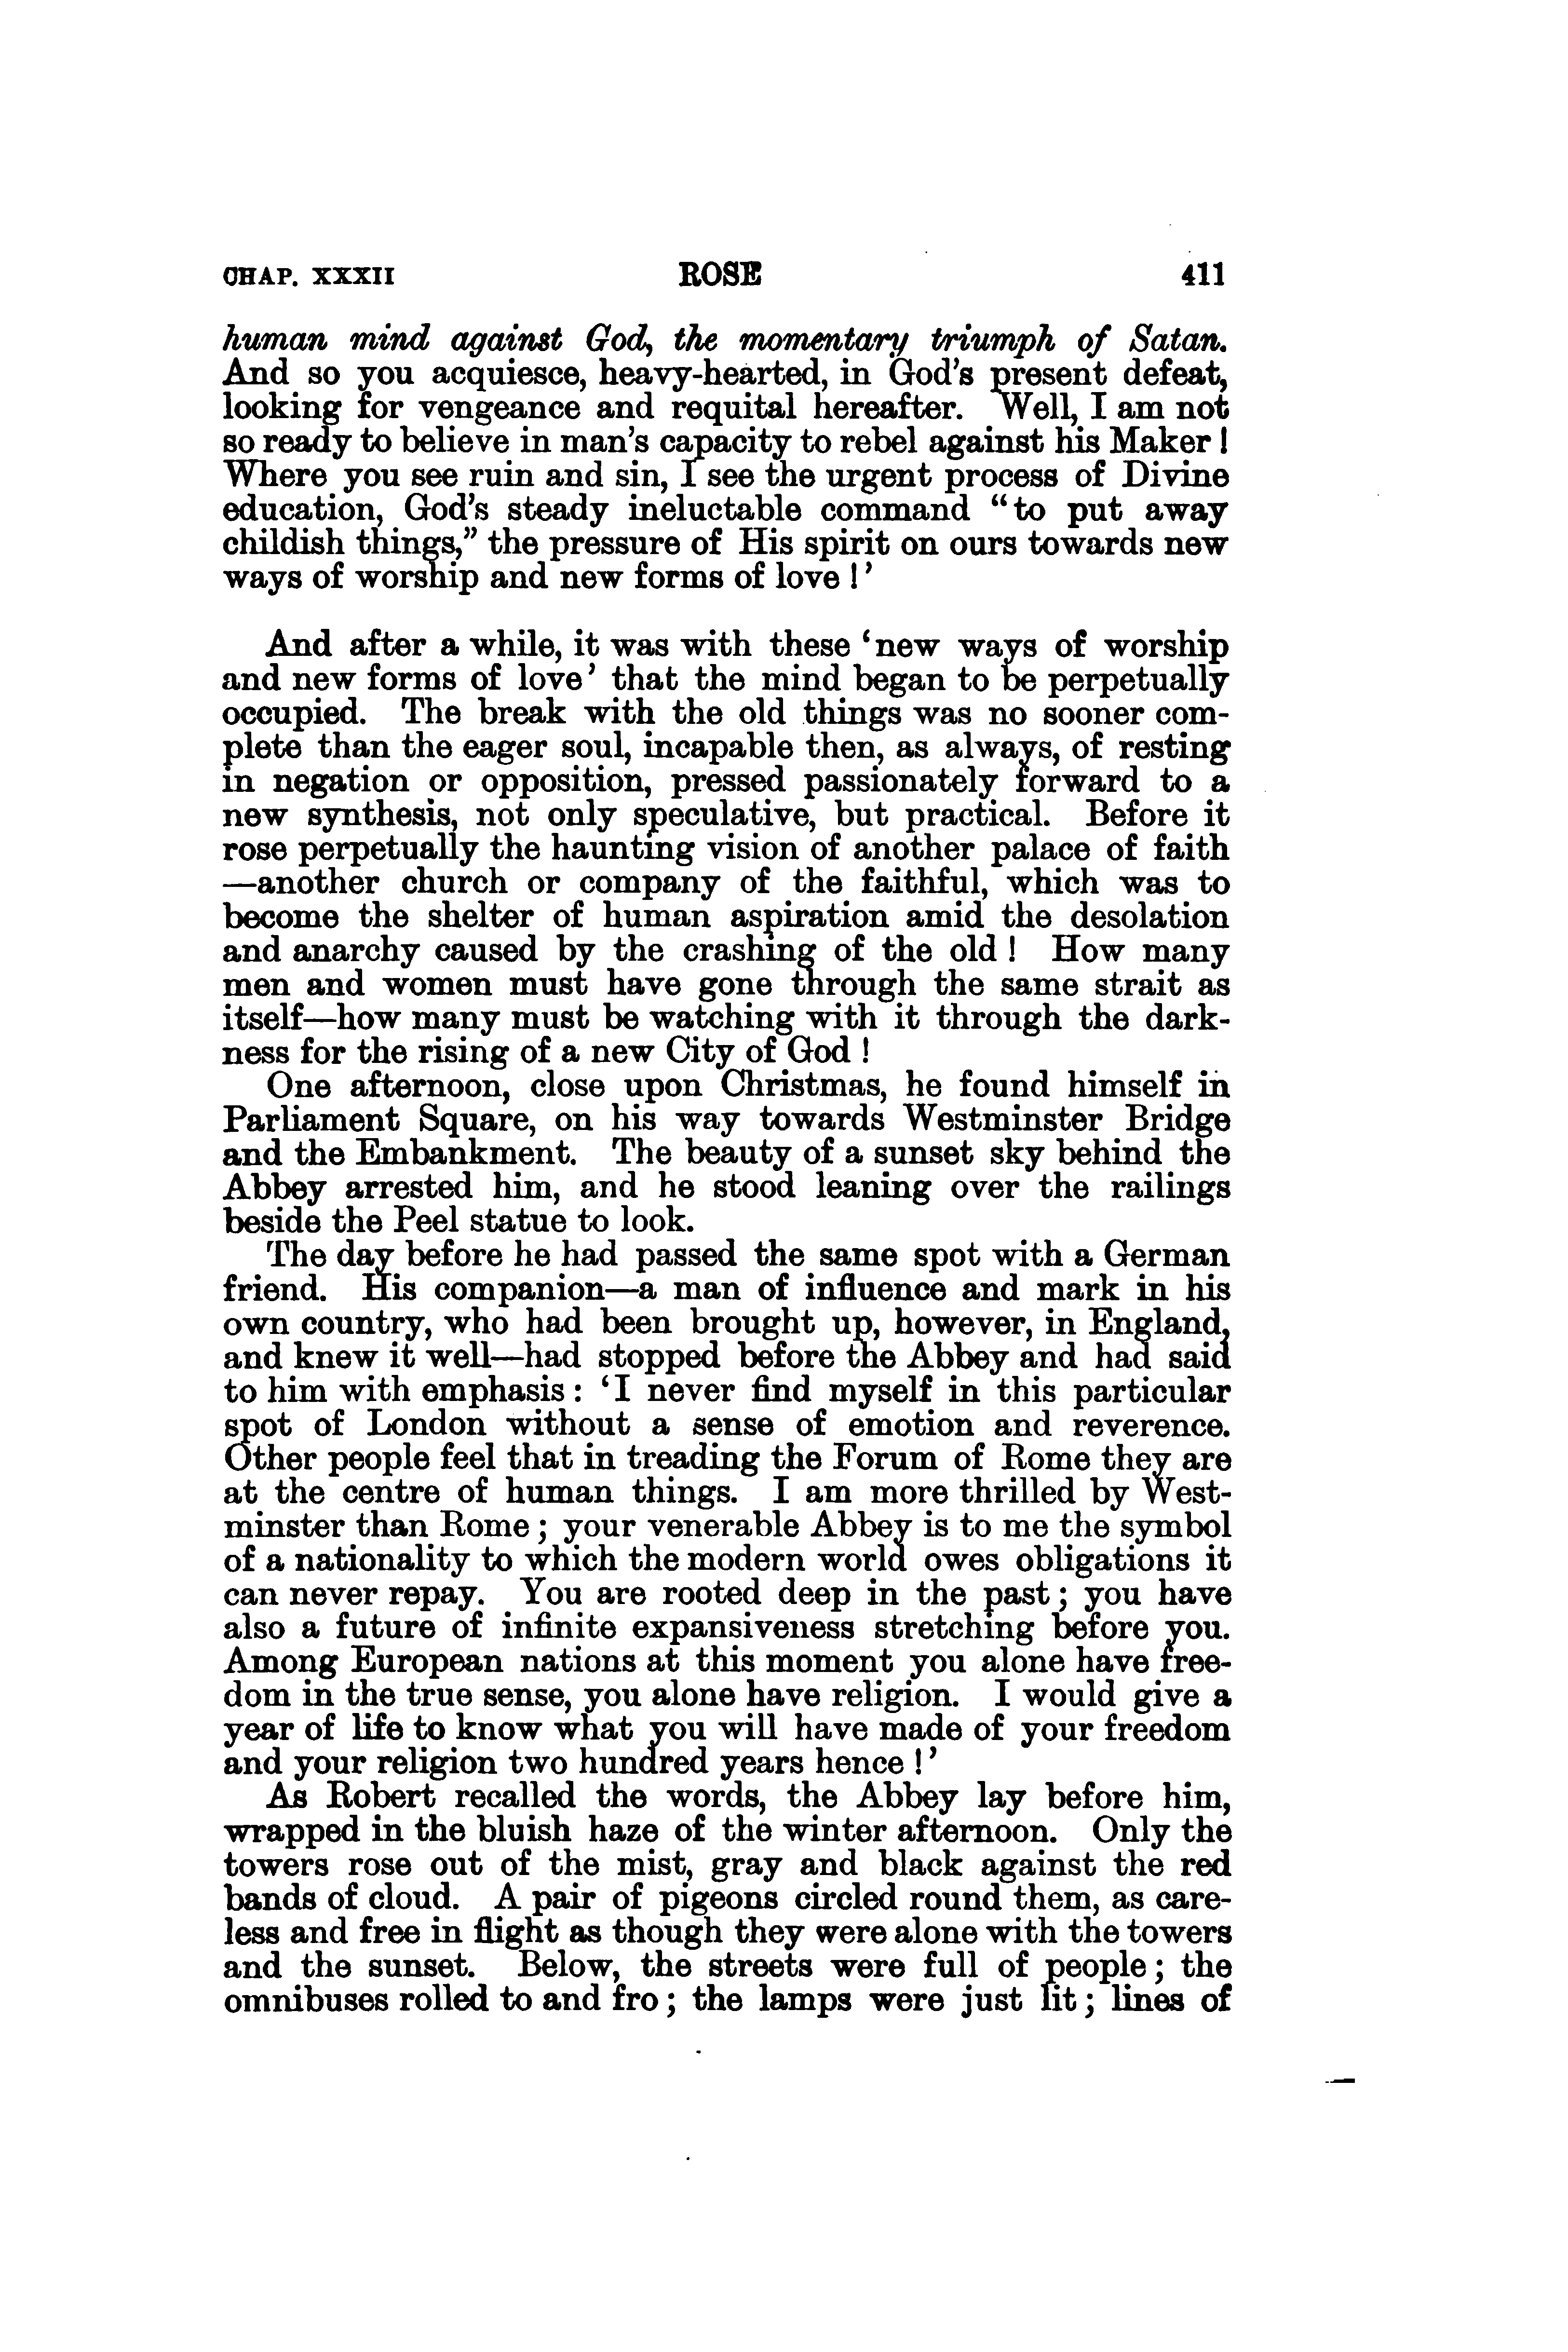 CHAP. XXXII ROSE 411
human mind against God, the momentary triumph of Satan.
And so you acquiesce, heavy-hearted, in God's present defeat,
looking for vengeance and requital hereafter. Well, I am not
so ready to believe in man's capacity to rebel against his Maker!
Where you see ruin and sin, I see the urgent process of Divine
education, God's steady ineluctable command "to put away
childish things," the pressure of His spirit on ours towards new
ways of worship and new forms of love!'
And after a while, it was with these 'new ways of worship
and new forms of love' that the mind began to be perpetually
occupied. The break with the old things was no sooner com-
plete than the eager soul, incapable then, as always, of resting
in negation or opposition, pressed passionately forward to a
new synthesis, not only speculative, but practical. Before it
rose perpetually the haunting vision of another palace of faith
—another church or company of the faithful, which was to
become the shelter of human aspiration amid the desolation
and anarchy caused by the crashing of the old! How many
men and women must have gone through the same strait as
itself—how many must be watching with it through the dark-
ness for the rising of a new City of God!
One afternoon, close upon Christmas, he found himself in
Parliament Square, on his way towards Westminster Bridge
and the Embankment. The beauty of a sunset sky behind the
Abbey arrested him, and he stood leaning over the railings
beside the Peel statue to look.
The day before he had passed the same spot with a German
friend. His companion—a man of influence and mark in his
own country, who had been brought up, however, in England,
and knew it well—had stopped before the Abbey and had said
to him with emphasis: 'I never find myself in this particular
spot of London without a sense of emotion and reverence.
Other people feel that in treading the Forum of Rome they are
at the centre of human things. I am more thrilled by West-
minster than Rome; your venerable Abbey is to me the symbol
of a nationality to which the modern world owes obligations it
can never repay. You are rooted deep in the past; you have
also a future of infinite expansiveness stretching before you.
Among European nations at this moment you alone have free-
dom in the true sense, you alone have religion. I would give a
year of life to know what you will have made of your freedom
and your religion two hundred years hence!'
As Robert recalled the words, the Abbey lay before him,
wrapped in the bluish haze of the winter afternoon. Only the
towers rose out of the mist, gray and black against the red
bands of cloud. A pair of pigeons circled round them, as care-
less and free in flight as though they were alone with the towers
and the sunset. Below, the streets were full of people; the
omnibuses rolled to and fro; the lamps were just lit; lines of